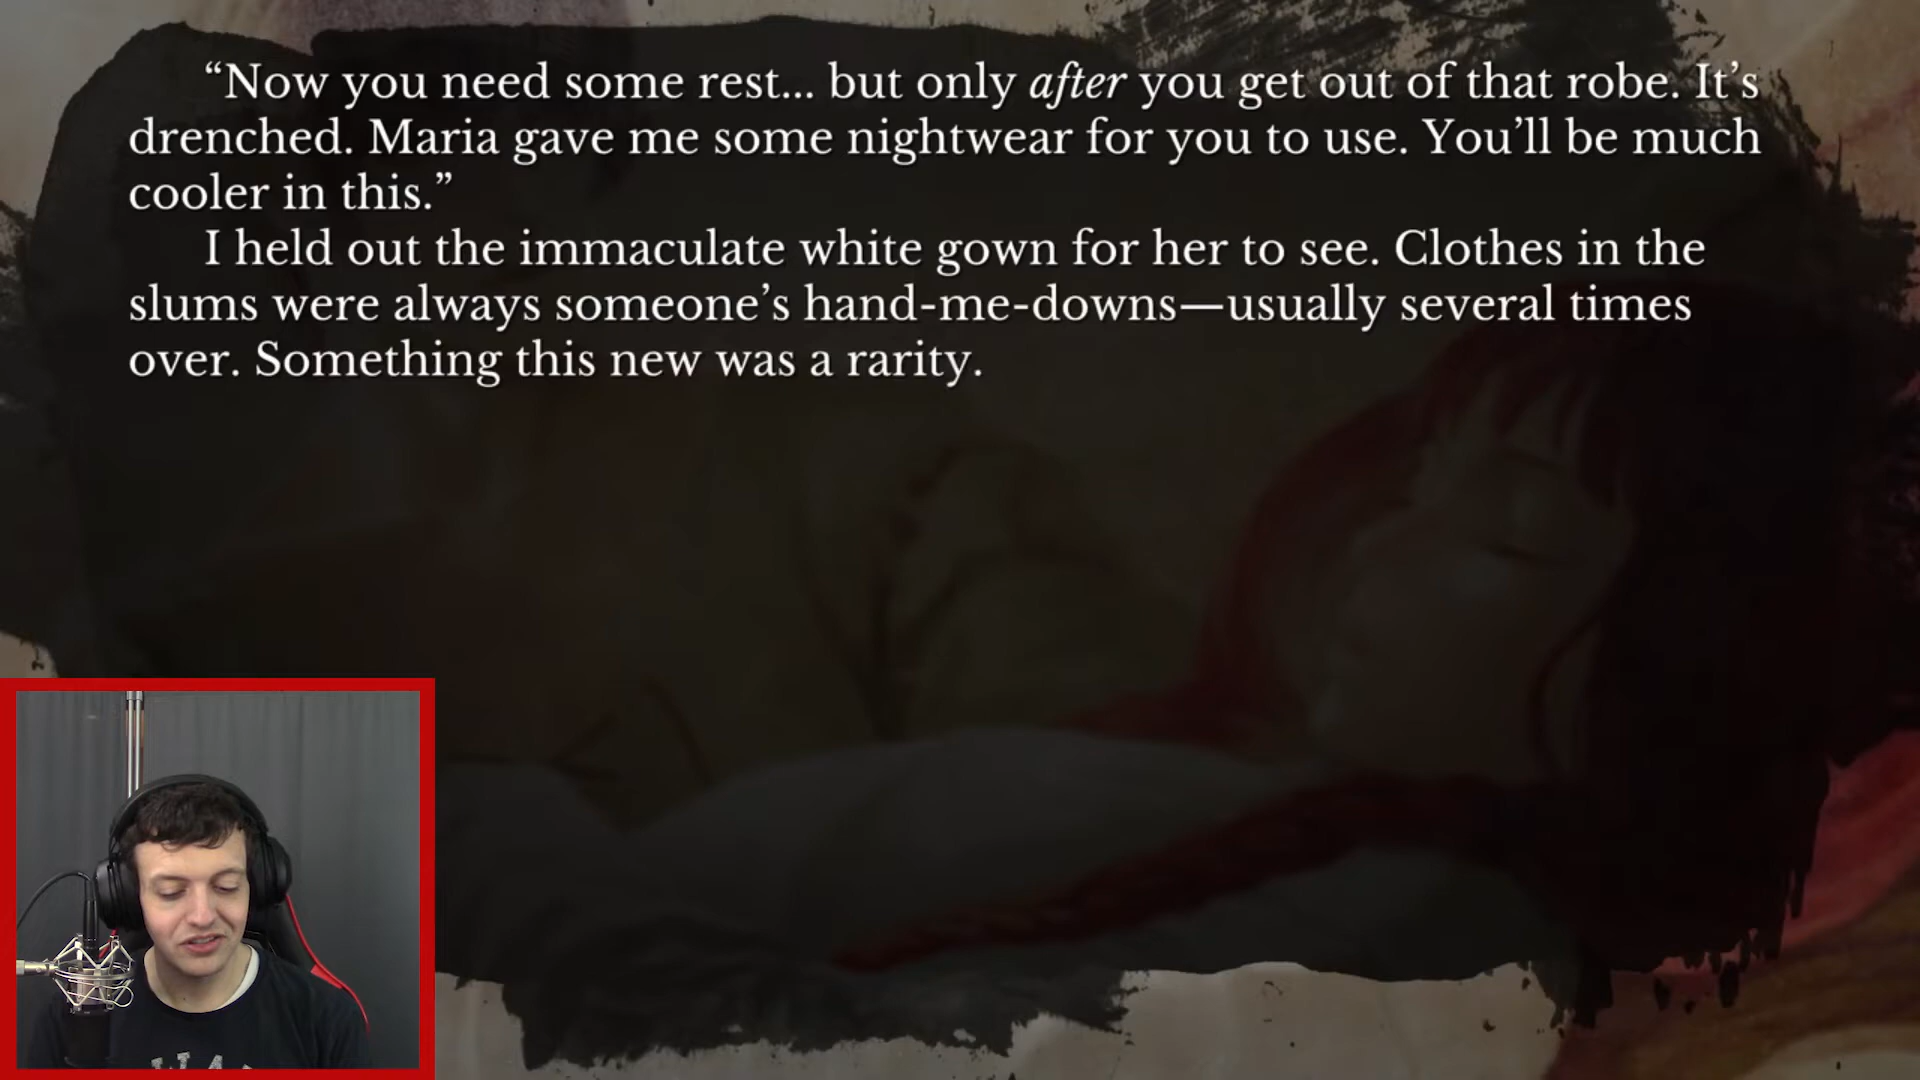 “Now you need some rest... but only after you get out of that robe. It’s
drenched. Maria gave me some nightwear for you to use. You’ll be much
cooler in this.”
I held out the immaculate white gown for her to see. Clothes in the
slums were always someone’s hand-me-downs—usually several times
over. Something this new was a rarity.